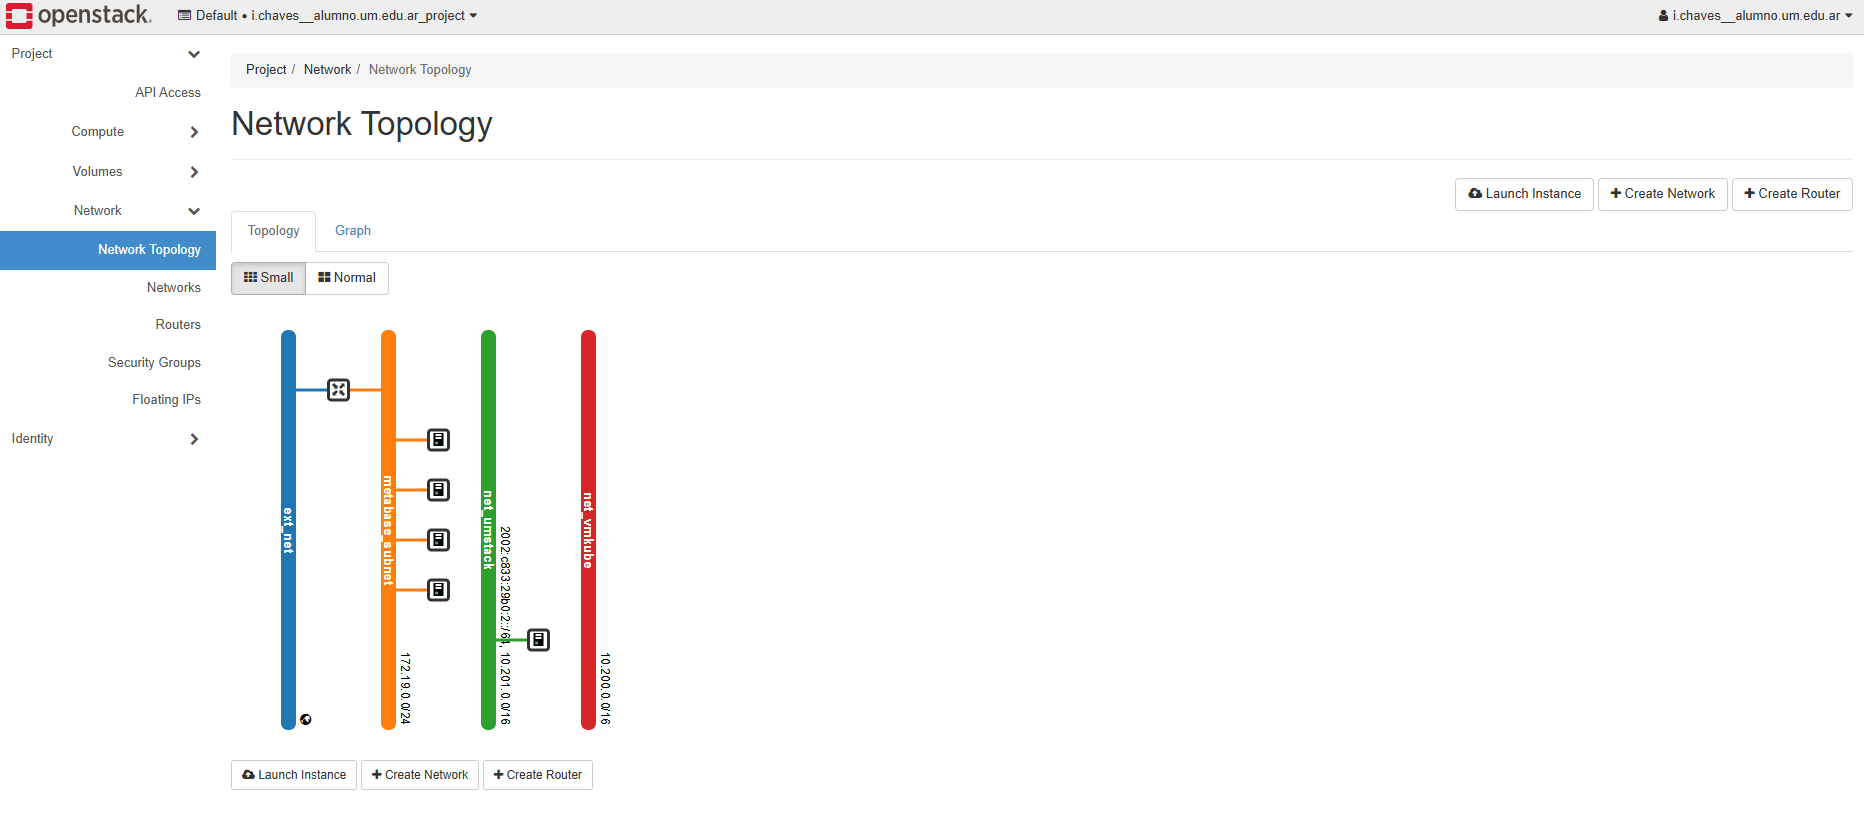 openstack.
Default • i.chaves__alumno.um.edu.ar_project
i.chaves__alumno.um.edu.ar
Project
API Access
Compute
Volumes
Network
Network Topology
Networks
Routers
Security Groups
Floating IPs
Identity
Project / Network / Network Topology
Network Topology
Launch Instance
+ Create Network
+ Create Router
Topology
Graph
Small
Normal
ext_net
metabase_subnet
172.19.0.0/24
net_umstack
2002:c833:29b0:2::/64, 10.201.0.0/16
net_vmkube
10.200.0.0/16
Launch Instance
+ Create Network
+ Create Router